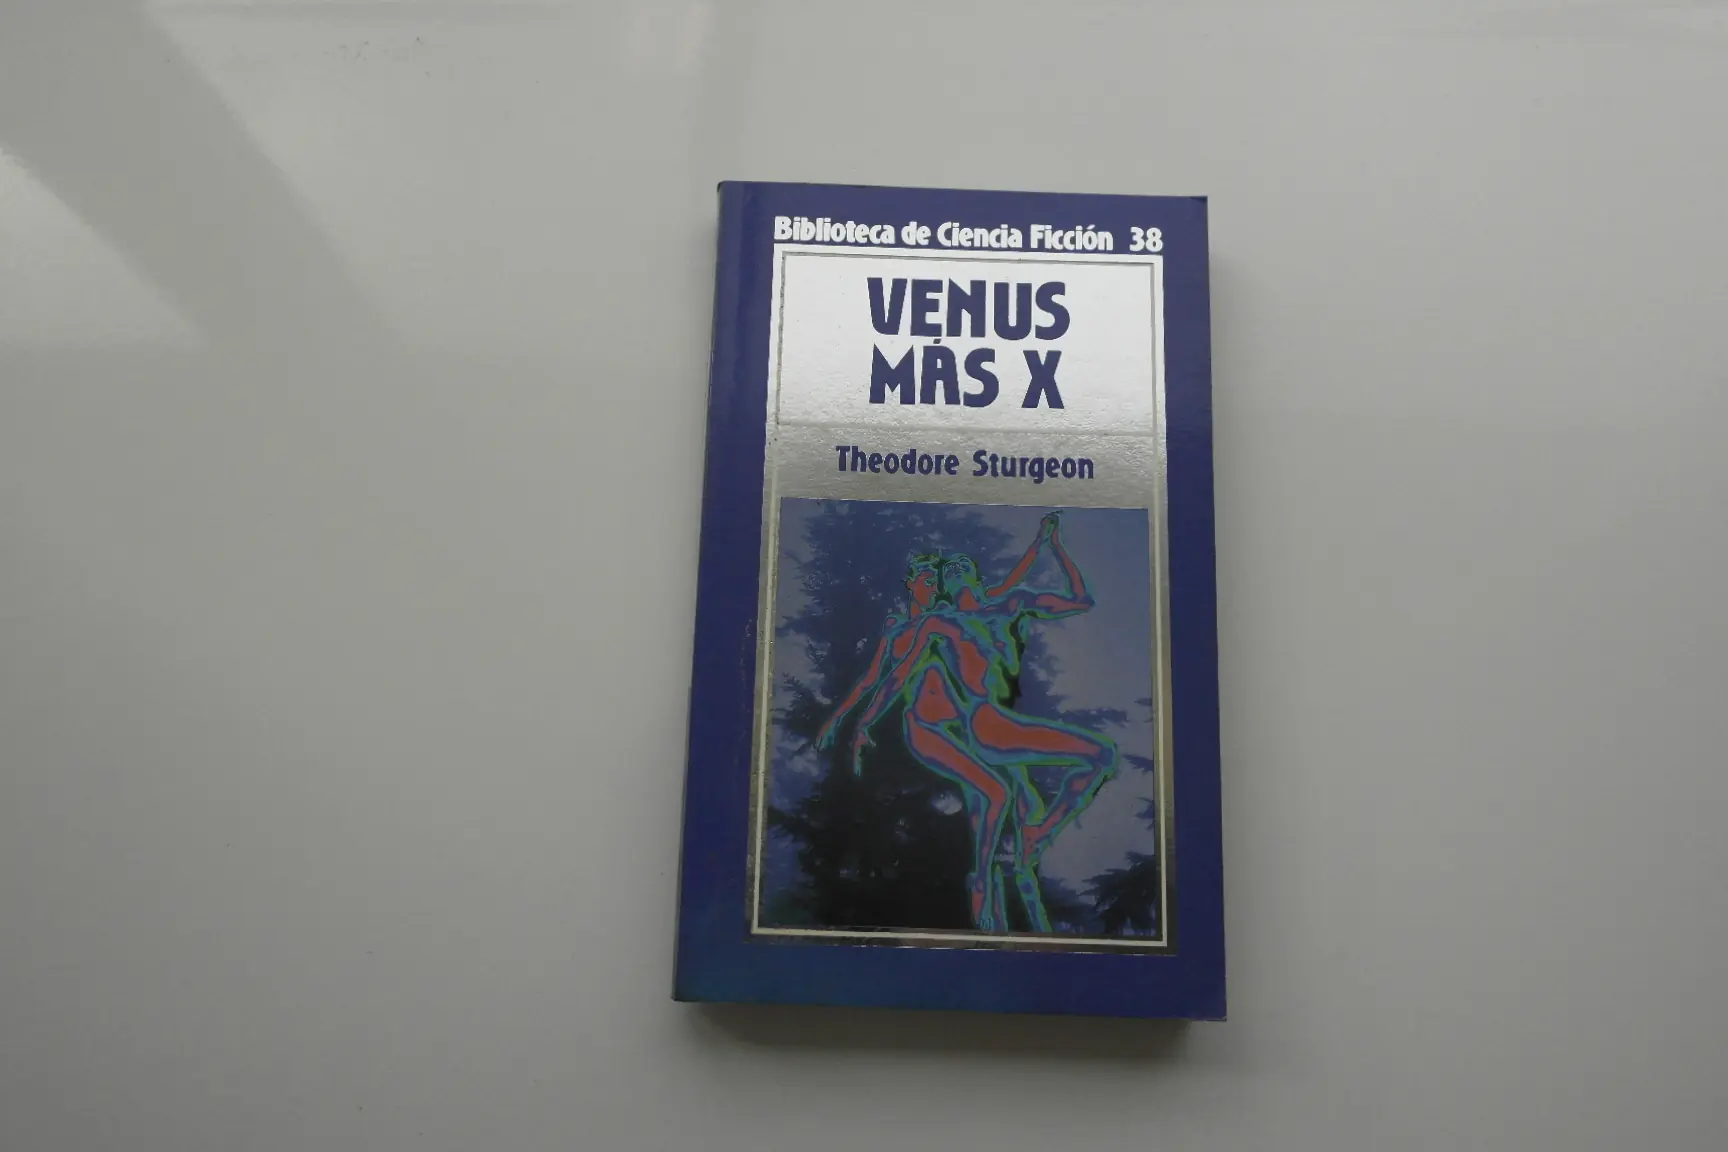 Biblioteca de Ciencia Ficción 38
VENUS
MÁS X
Theodore Sturgeon